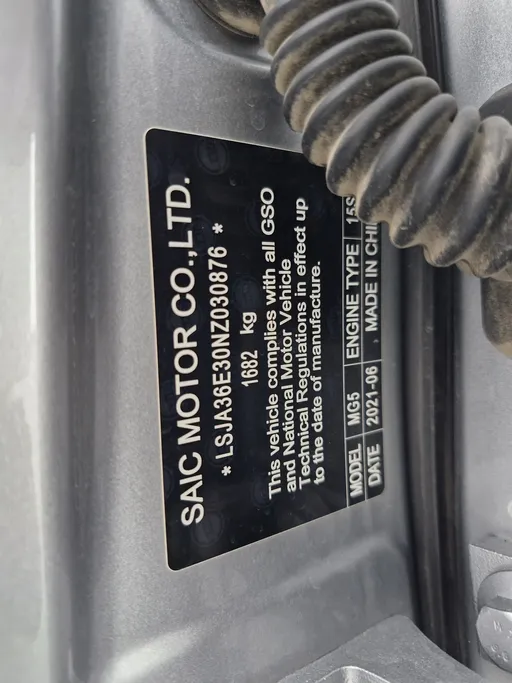 SAIC MOTOR CO.,LTD.
* LSJA36E30NZ030876 *
1682 kg
This vehicle complies with all GSO
and National Motor Vehicle
Technical Regulations in effect up
to the date of manufacture.
MODEL MG5 ENGINE TYPE
DATE 2021-06 MADE IN